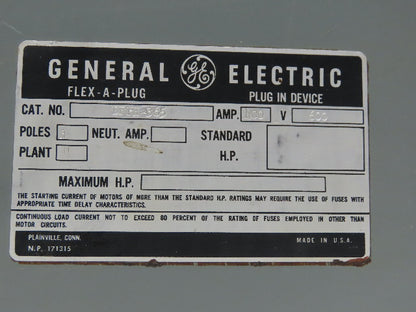 GENERAL GE ELECTRIC
FLEX-A-PLUG PLUG IN DEVICE
CAT. NO. AMP. V 600
POLES NEUT. AMP. STANDARD
PLANT H.P.
MAXIMUM H.P.
THE STARTING CURRENT OF MOTORS OF MORE THAN THE STANDARD H.P. RATINGS MAY REQUIRE THE USE OF FUSES WITH
APPROPRIATE TIME DELAY CHARACTERISTICS.
CONTINUOUS LOAD CURRENT NOT TO EXCEED 80 PERCENT OF THE RATING OF FUSES EMPLOYED IN OTHER THAN
MOTOR CIRCUITS.
PLAINVILLE, CONN. MADE IN U.S.A.
N.P. 171315